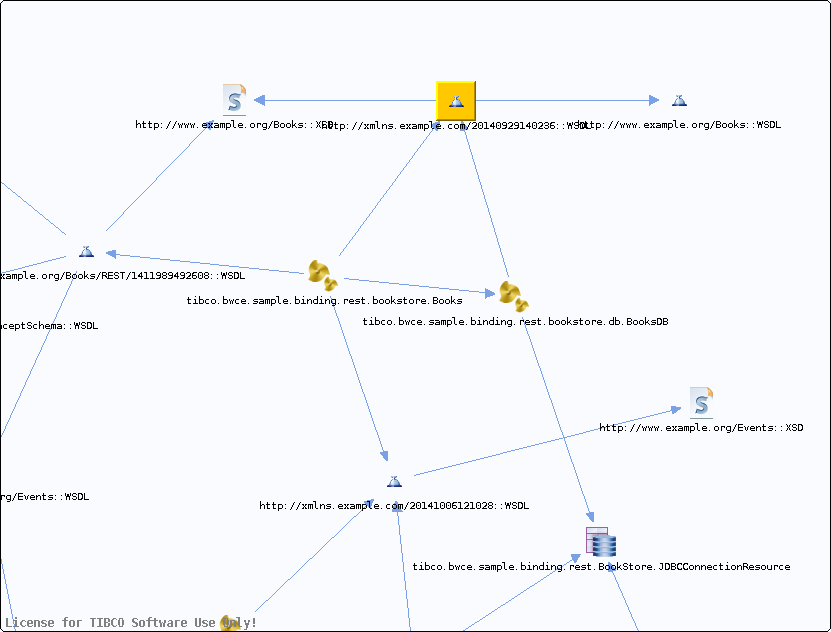 http://www.example.org/Books::XSD
http://xmlns.example.com/20140929140236::WSDL
http://www.example.org/Books::WSDL
xample.org/Books/REST/1411989492608::WSDL
tibco.bwce.sample.binding.rest.bookstore.Books
tibco.bwce.sample.binding.rest.bookstore.db.BooksDB
ceptSchema::WSDL
http://www.example.org/Events::XSD
rg/Events::WSDL
http://xmlns.example.com/20141006121028::WSDL
tibco.bwce.sample.binding.rest.BookStore.JDBCConnectionResource
License for TIBCO Software Use Only!